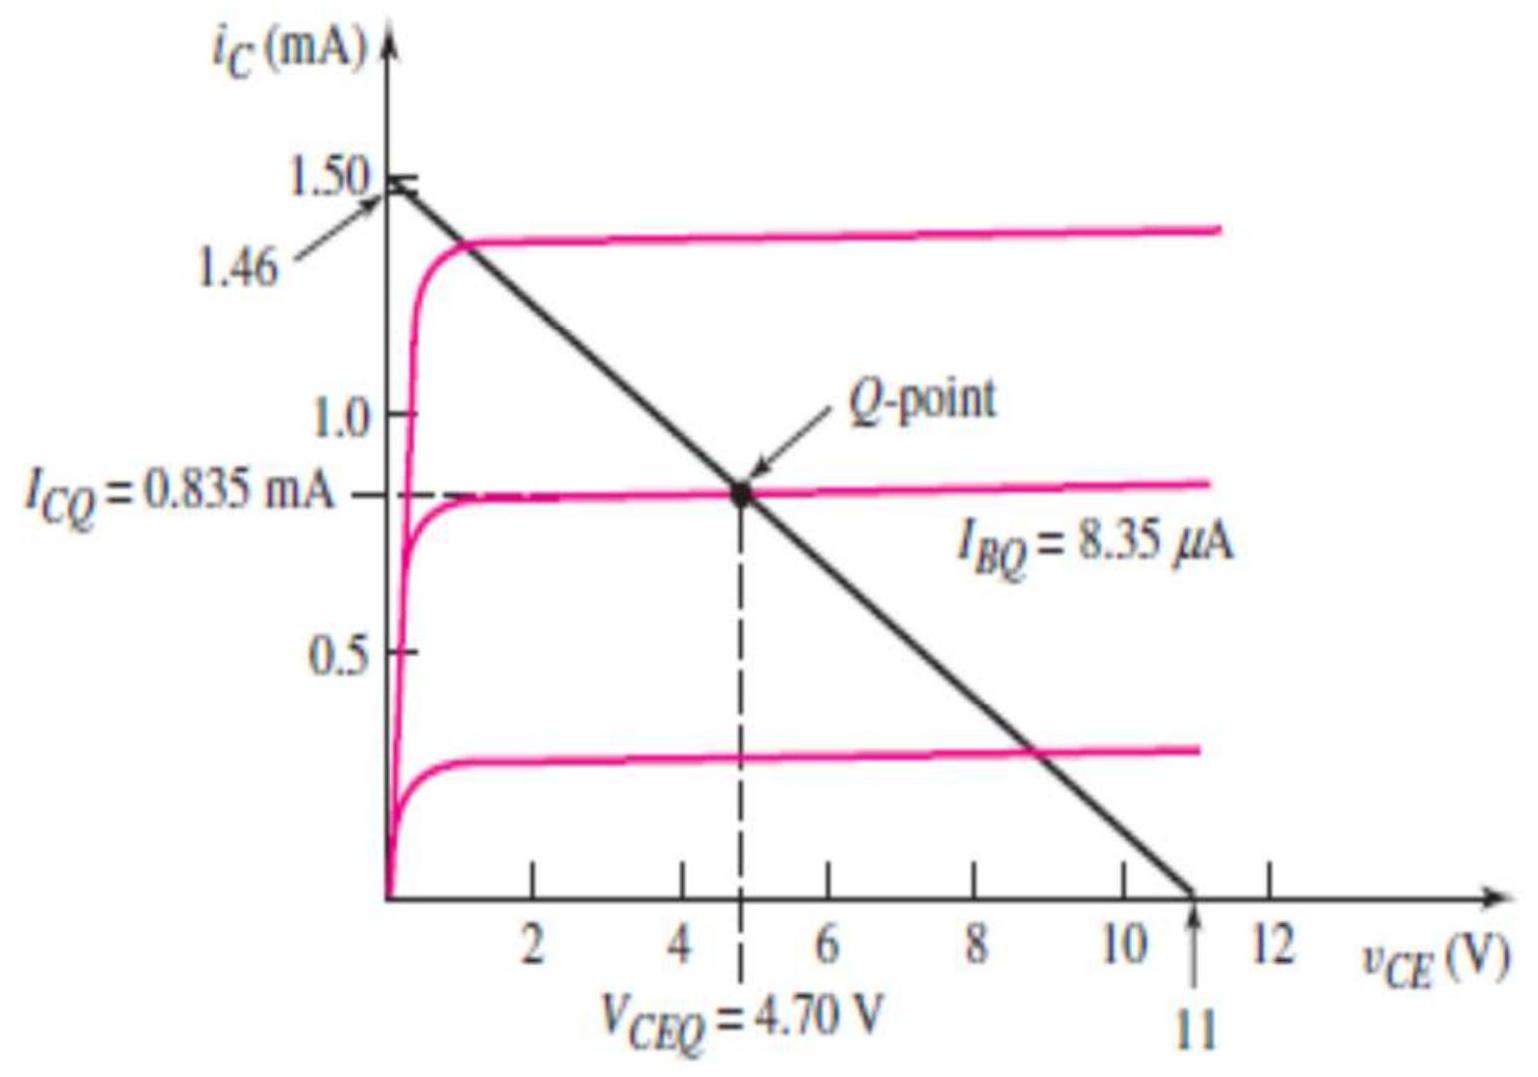 i_C (mA)
1.50
1.46
1.0
Q-point
I_CQ = 0.835 mA
I_BQ = 8.35 μA
0.5
2 4 6 8 10 12 v_CE (V)
V_CEQ = 4.70 V
11